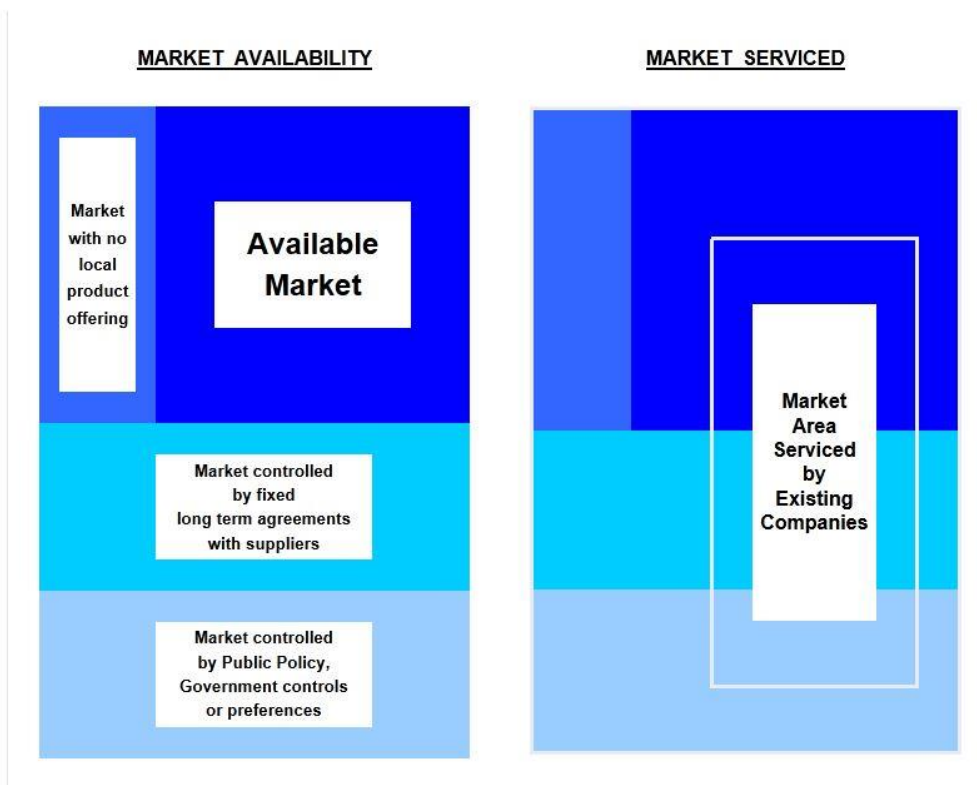 MARKET AVAILABILITY
MARKET SERVICED
Market
with no
local
product
offering
Available
Market
Market controlled
by fixed
long term agreements
with suppliers
Market controlled
by Public Policy,
Government controls
or preferences
Market
Area
Serviced
by
Existing
Companies